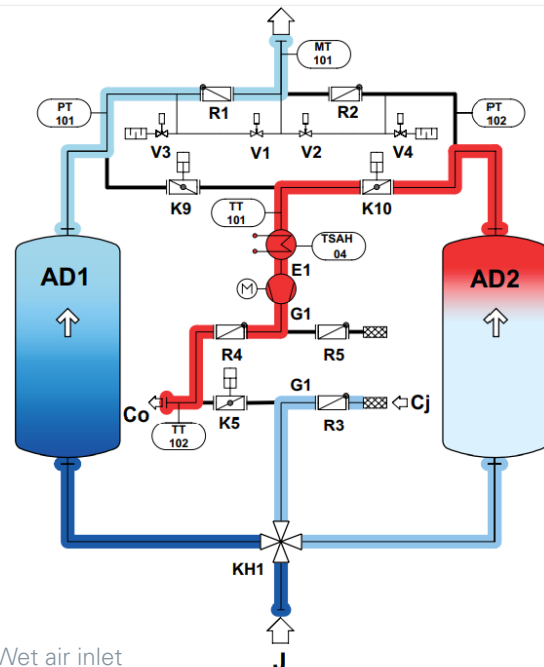 MT
101
PT
101
R1
R2
PT
102
V3
V1
V2
V4
K9
K10
TT
101
TSAH
04
AD1
E1
AD2
M
G1
R4
R5
G1
Co
K5
R3
Cj
TT
102
KH1
Wet air inlet
J